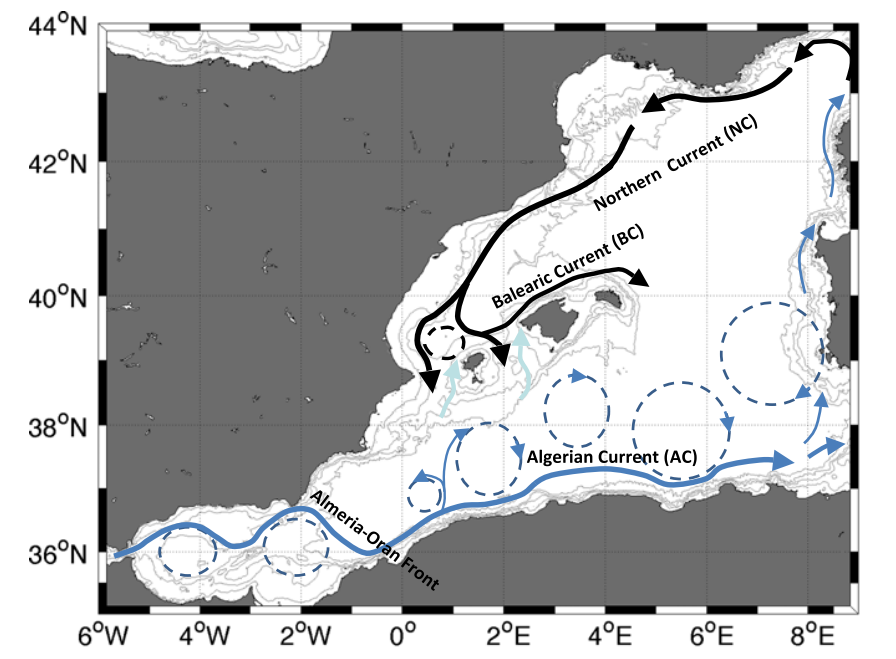 44°N
42°N
40°N
38°N
36°N
Northern Current (NC)
Balearic Current (BC)
Algerian Current (AC)
Almeria-Oran Front
6°W 4°W 2°W 0° 2°E 4°E 6°E 8°E